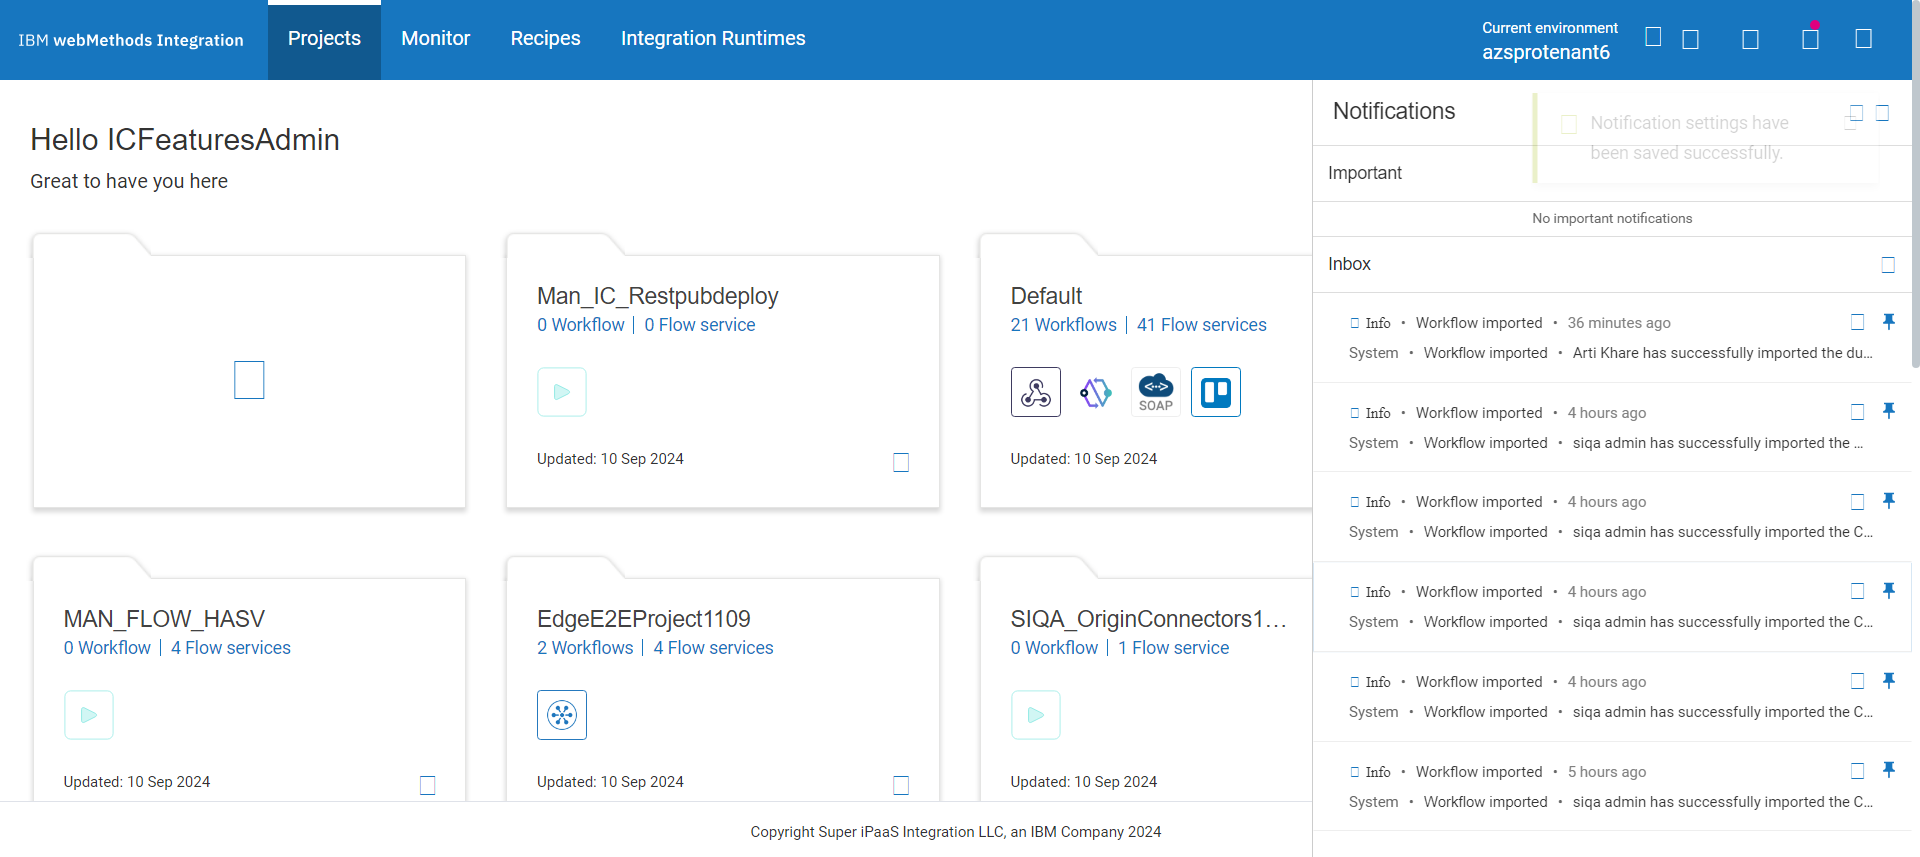 IBM webMethods Integration
Projects
Monitor
Recipes
Integration Runtimes
Current environment
azsprotenant6
Hello ICFeaturesAdmin
Great to have you here
Man_IC_Restpubdeploy
0 Workflow | 0 Flow service
Updated: 10 Sep 2024
Default
21 Workflows | 41 Flow services
SOAP
Updated: 10 Sep 2024
MAN_FLOW_HASV
0 Workflow | 4 Flow services
Updated: 10 Sep 2024
EdgeE2EProject1109
2 Workflows | 4 Flow services
Updated: 10 Sep 2024
SIQA_OriginConnectors1...
0 Workflow | 1 Flow service
Updated: 10 Sep 2024
Notifications
Notification settings have
been saved successfully.
Important
No important notifications
Inbox
Info • Workflow imported • 36 minutes ago
System • Workflow imported • Arti Khare has successfully imported the du...
Info • Workflow imported • 4 hours ago
System • Workflow imported • siqa admin has successfully imported the ...
Info • Workflow imported • 4 hours ago
System • Workflow imported • siqa admin has successfully imported the C...
Info • Workflow imported • 4 hours ago
System • Workflow imported • siqa admin has successfully imported the C...
Info • Workflow imported • 4 hours ago
System • Workflow imported • siqa admin has successfully imported the C...
Info • Workflow imported • 5 hours ago
System • Workflow imported • siqa admin has successfully imported the C...
Copyright Super iPaaS Integration LLC, an IBM Company 2024